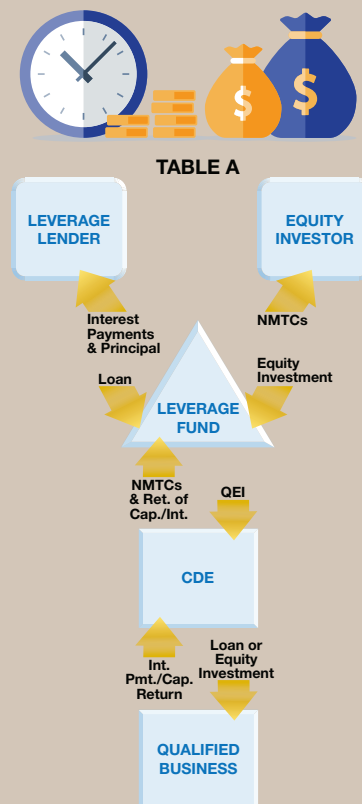 $
$
TABLE A
LEVERAGE
LENDER
EQUITY
INVESTOR
Interest
Payments
& Principal
NMTCs
Loan
Equity
Investment
LEVERAGE
FUND
NMTCs
& Ret. of
Cap./Int.
QEI
CDE
Int.
Pmt./Cap.
Return
Loan or
Equity
Investment
QUALIFIED
BUSINESS